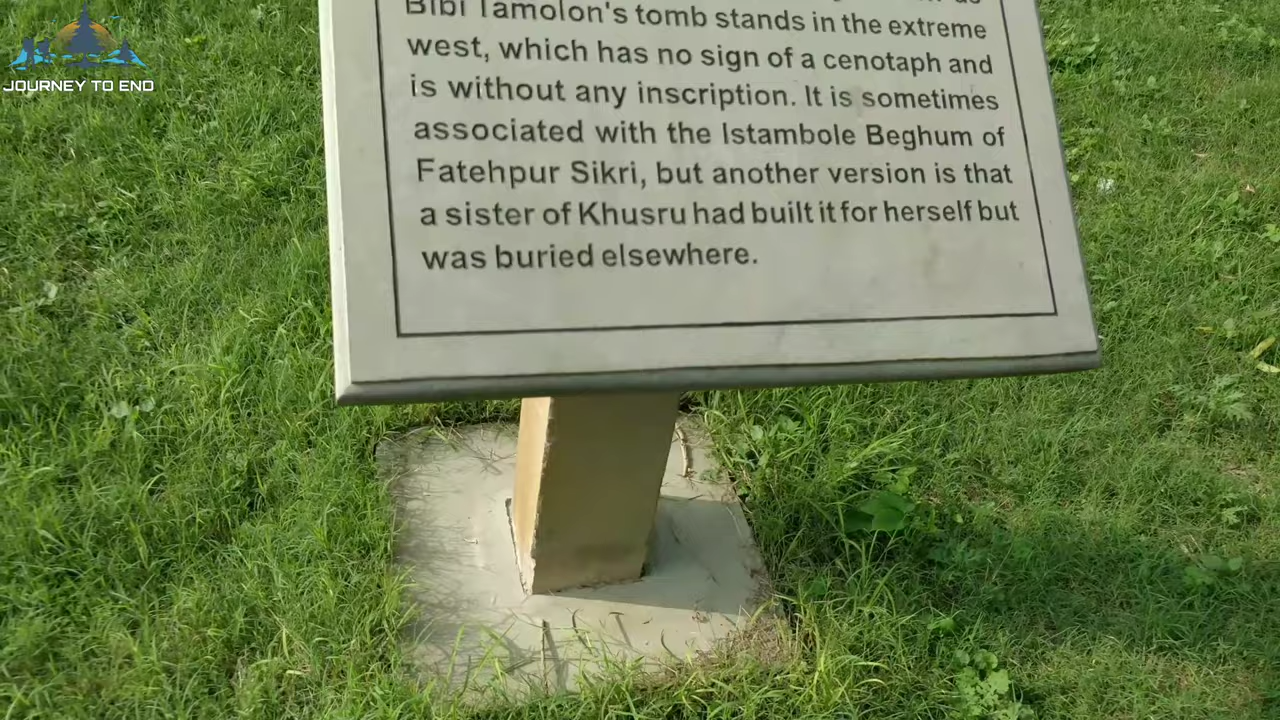 JOURNEY TO END
Bibi Tamolon's tomb stands in the extreme
west, which has no sign of a cenotaph and
is without any inscription. It is sometimes
associated with the Istambole Beghum of
Fatehpur Sikri, but another version is that
a sister of Khusru had built it for herself but
was buried elsewhere.